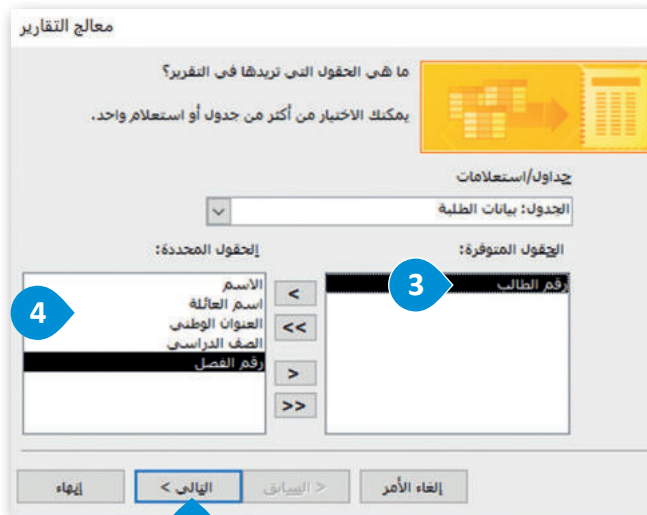 معالج التقارير
ما هي الحقول التي تريدها في التقرير؟
يمكنك الاختيار من أكثر من جدول أو استعلام واحد.
جداول/استعلامات
الجدول: بيانات الطلبة
الحقول المتوفرة:
رقم الطالب
3
>
>>
<
<<
الحقول المحددة:
الاسم
اسم العائلة
العنوان الوطني
الصف الدراسي
رقم الفصل
4
إلغاء الأمر
< السابق
التالي >
إنهاء